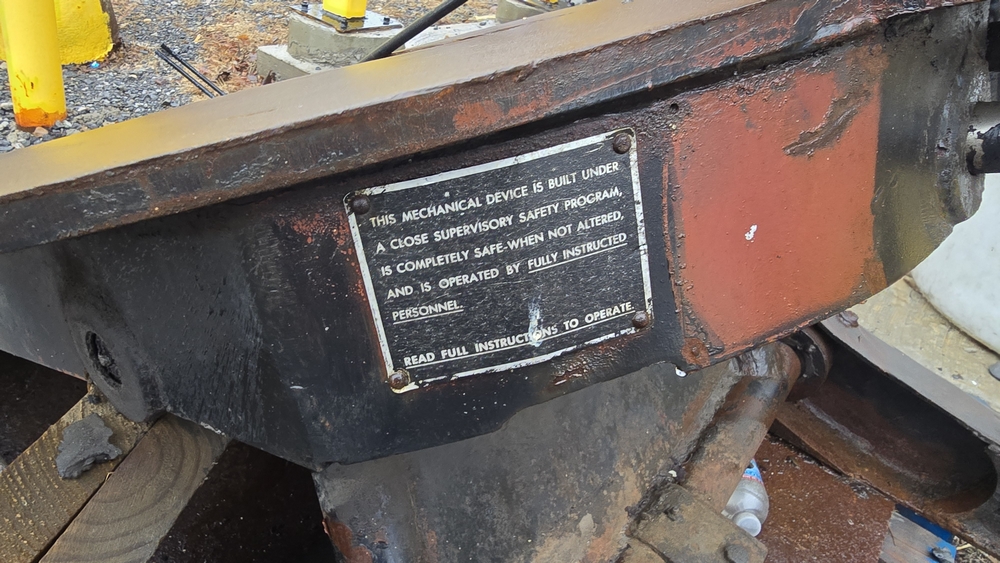 THIS MECHANICAL DEVICE IS BUILT UNDER
A CLOSE SUPERVISORY SAFETY PROGRAM,
IS COMPLETELY SAFE-WHEN NOT ALTERED,
AND IS OPERATED BY FULLY INSTRUCTED
PERSONNEL.
READ FULL INSTRUCTIONS TO OPERATE.